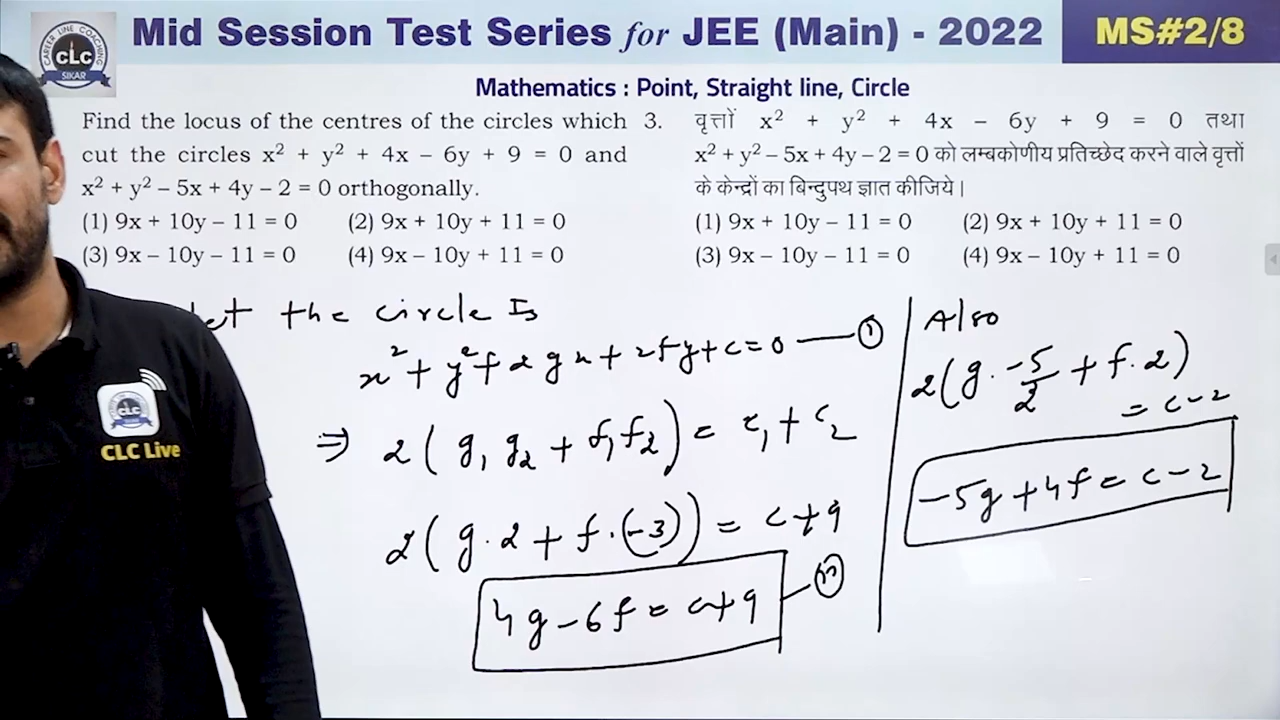 Mid Session Test Series for JEE (Main) - 2022
MS#2/8
CAREER LINE COACHING
CLC
SIKAR
Mathematics : Point, Straight line, Circle
Find the locus of the centres of the circles which
cut the circles x² + y² + 4x – 6y + 9 = 0 and
x² + y² – 5x + 4y – 2 = 0 orthogonally.
(1) 9x + 10y – 11 = 0 (2) 9x + 10y + 11 = 0
(3) 9x – 10y – 11 = 0 (4) 9x – 10y + 11 = 0
3. वृत्तों x² + y² + 4x – 6y + 9 = 0 तथा
x² + y² – 5x + 4y – 2 = 0 को लम्बकोणीय प्रतिच्छेद करने वाले वृत्तों
के केन्द्रों का बिन्दुपथ ज्ञात कीजिये।
(1) 9x + 10y – 11 = 0 (2) 9x + 10y + 11 = 0
(3) 9x – 10y – 11 = 0 (4) 9x – 10y + 11 = 0
let the circle Is
x² + y² + 2gx + 2fy + c = 0 — (i)
⇒ 2(g₁g₂ + f₁f₂) = c₁ + c₂
2(g·2 + f·(-3)) = c+9
4g – 6f = c+9 — (ii)
Also
2(g·-5/2 + f·2)
= c-2
-5g + 4f = c-2
CLC
CLC Live